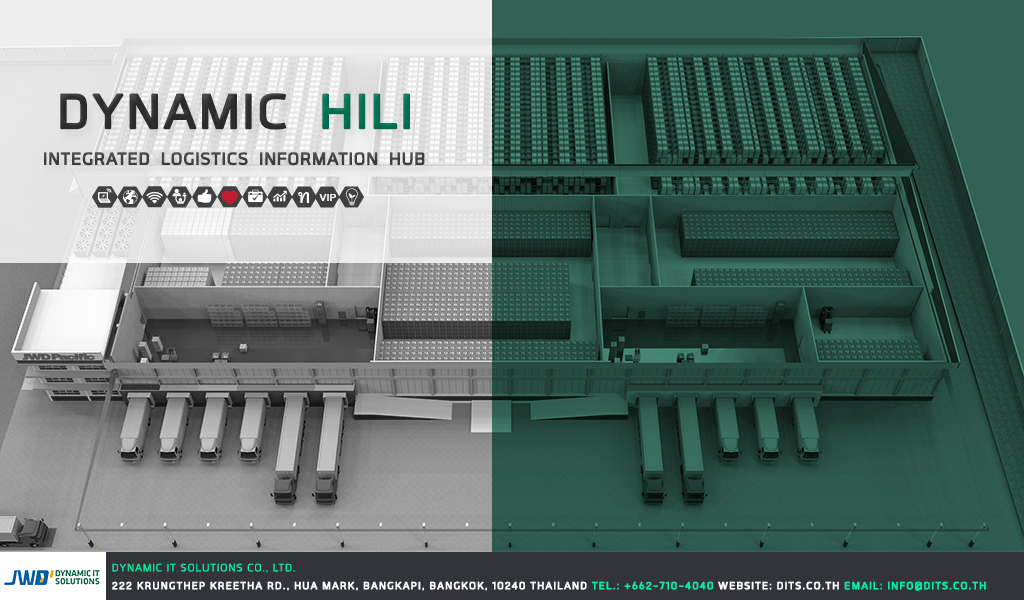 DYNAMIC HILI
INTEGRATED LOGISTICS INFORMATION HUB
VIP
JWD Pacific
JWD DYNAMIC IT
SOLUTIONS
DYNAMIC IT SOLUTIONS CO., LTD.
222 KRUNGTHEP KREETHA RD., HUA MARK, BANGKAPI, BANGKOK, 10240 THAILAND TEL.: +662-710-4040 WEBSITE: DITS.CO.TH EMAIL: INFO@DITS.CO.TH